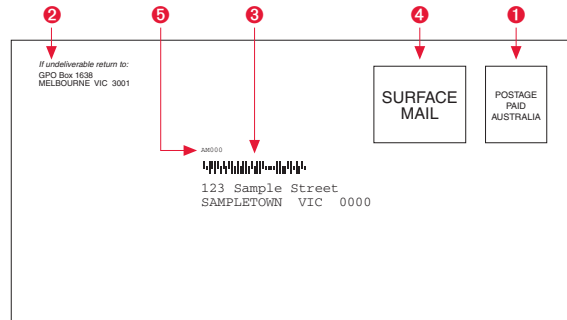 2 5 3 4 1
If undeliverable return to:
GPO Box 1638
MELBOURNE VIC 3001
SURFACE
MAIL
POSTAGE
PAID
AUSTRALIA
AM000
123 Sample Street
SAMPLETOWN VIC 0000